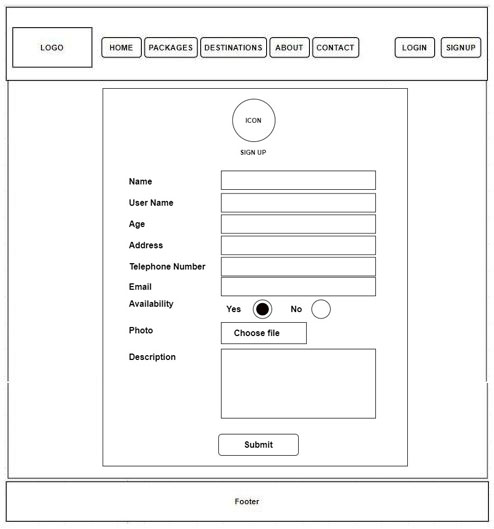 LOGO HOME PACKAGES DESTINATIONS ABOUT CONTACT LOGIN SIGNUP
ICON
SIGN UP
Name
User Name
Age
Address
Telephone Number
Email
Availability Yes No
Photo Choose file
Description
Submit
Footer